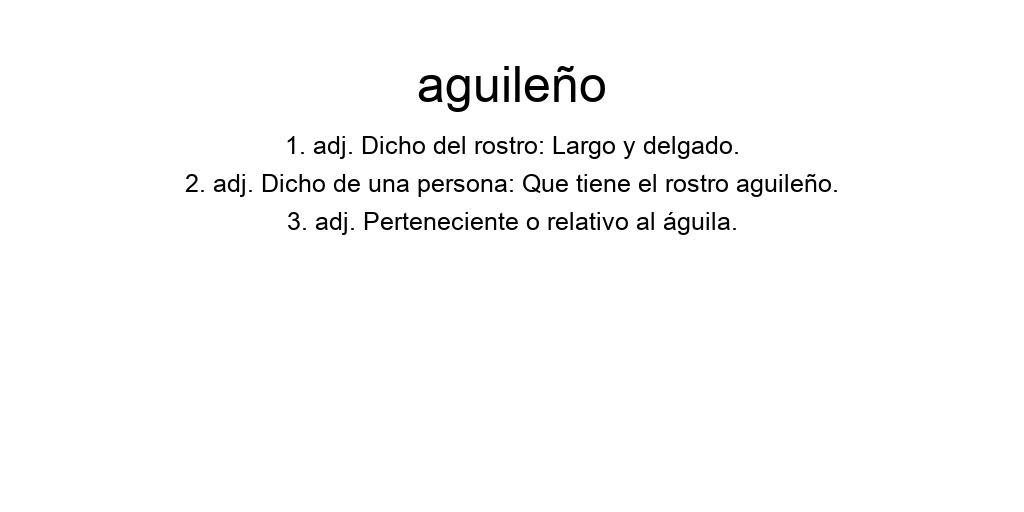 aguileño
1. adj. Dicho del rostro: Largo y delgado.
2. adj. Dicho de una persona: Que tiene el rostro aguileño.
3. adj. Perteneciente o relativo al águila.